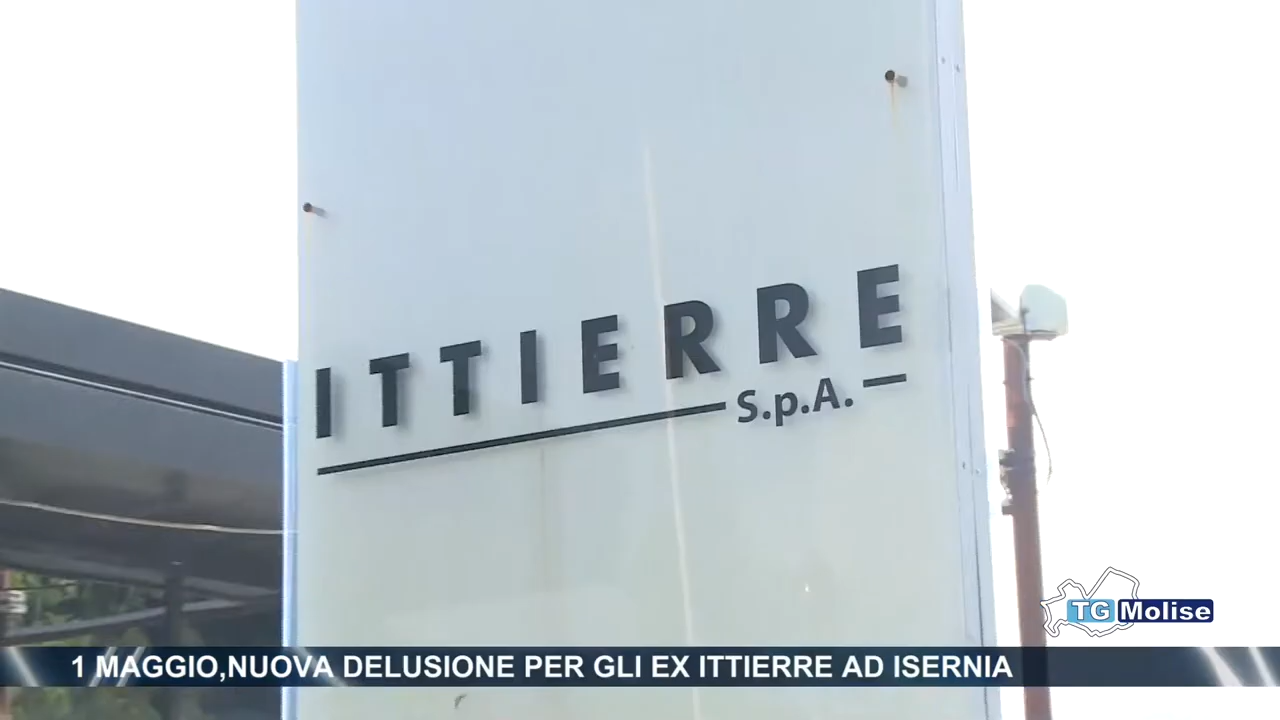 ITTIERRE
S.p.A.
TG Molise
1 MAGGIO,NUOVA DELUSIONE PER GLI EX ITTIERRE AD ISERNIA